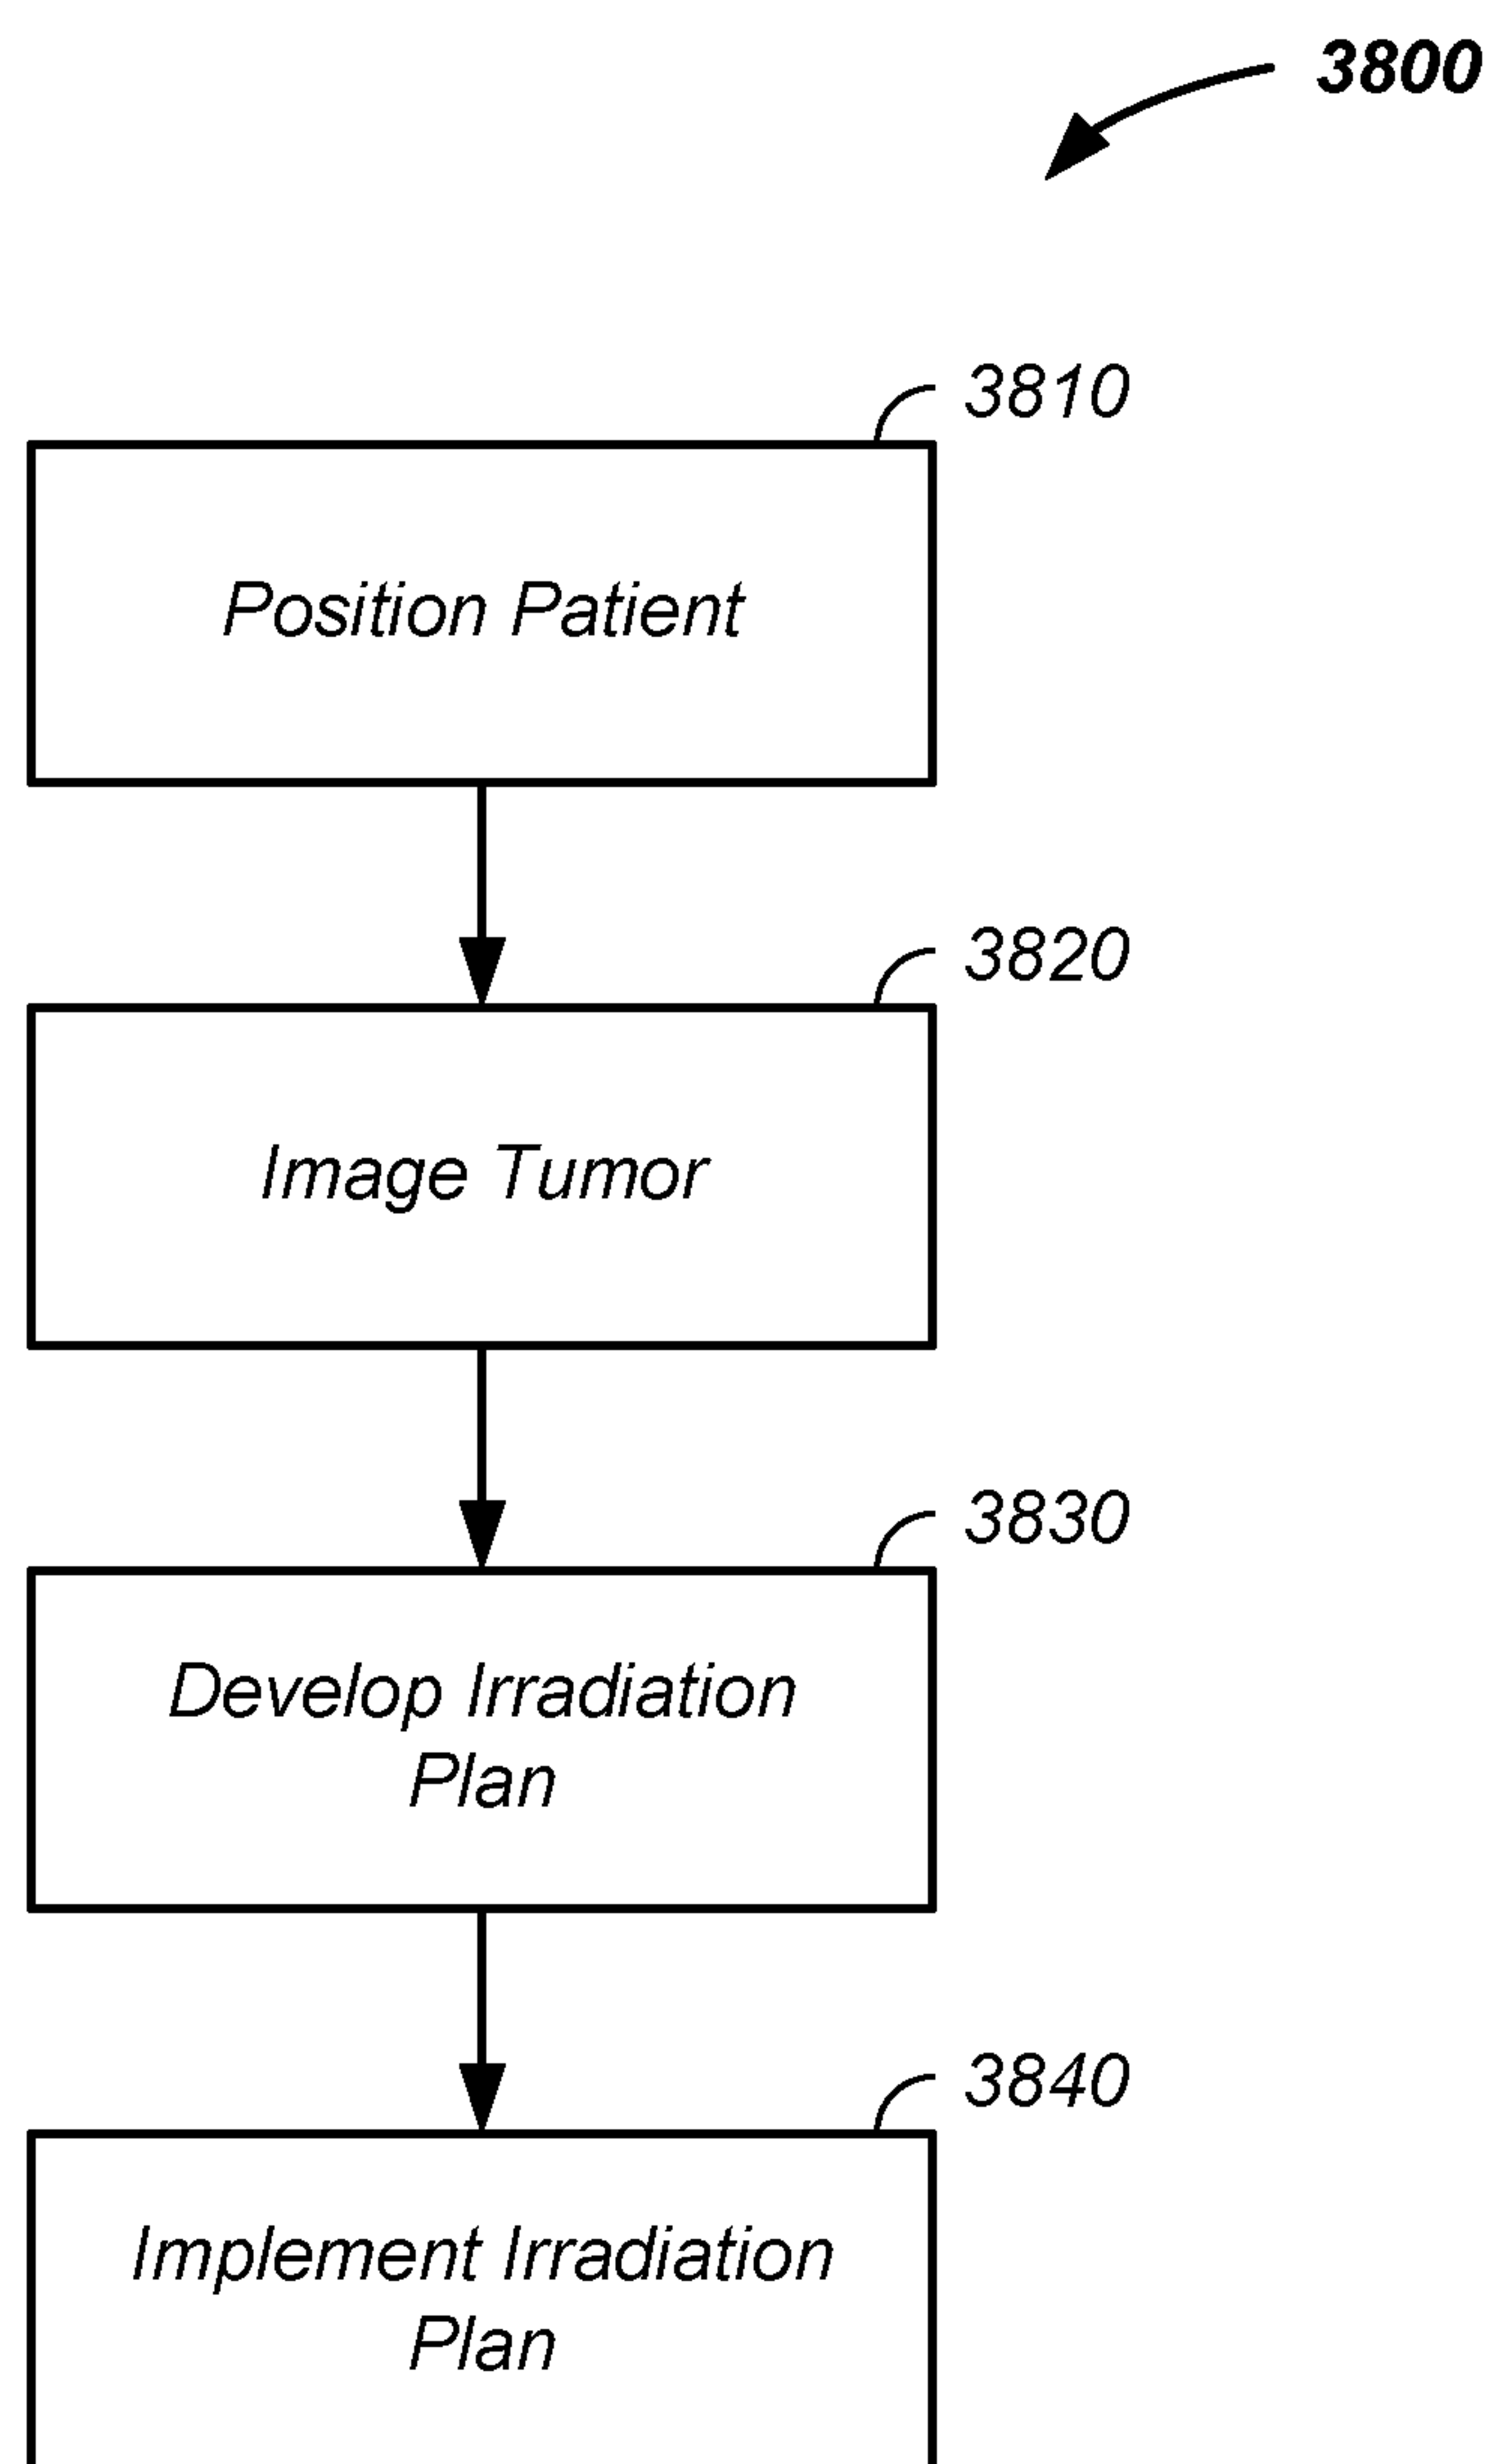 3800
3810
Position Patient
3820
Image Tumor
3830
Develop Irradiation
Plan
3840
Implement Irradiation
Plan